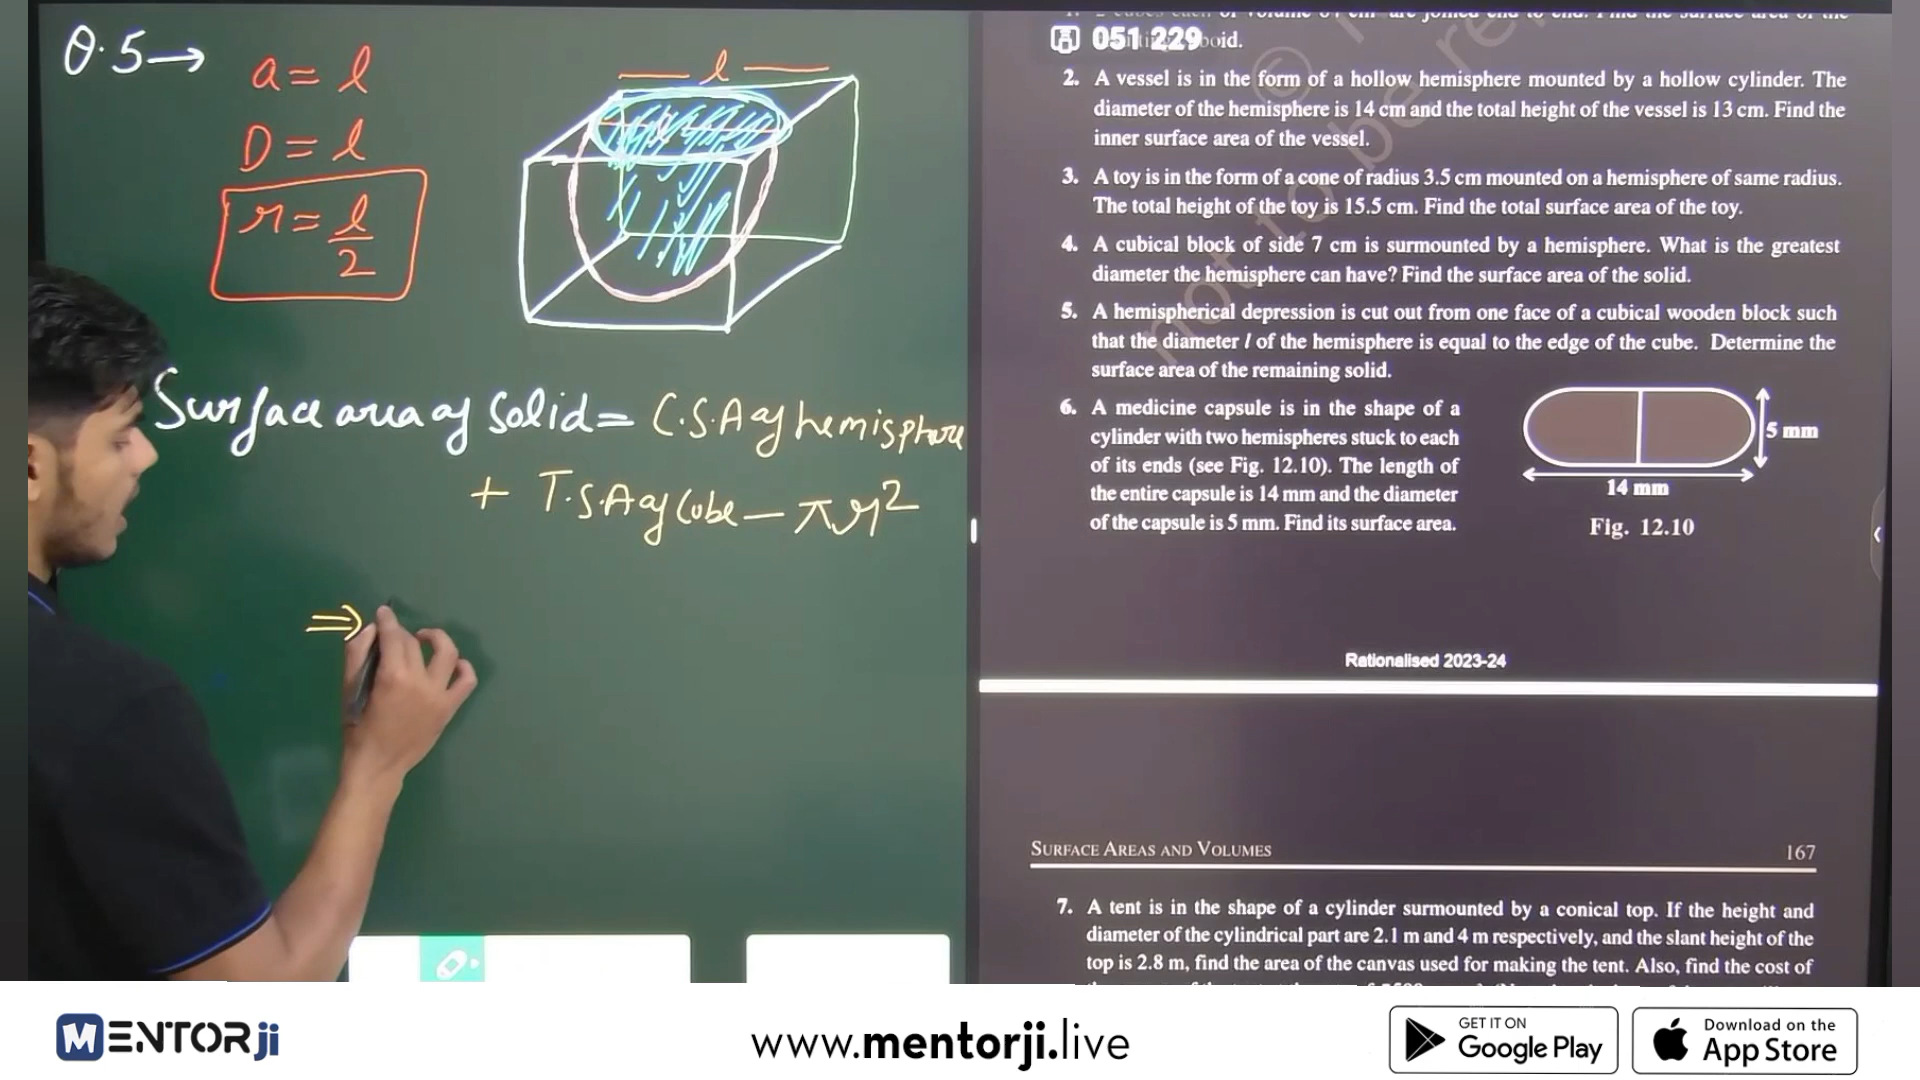 Q.5→
a = l
D = l
r = l/2
l
Surface area of Solid = C.S.A of hemisphere
+ T.S.A of Cube − πr²
⇒
051 229 oid.
2. A vessel is in the form of a hollow hemisphere mounted by a hollow cylinder. The
diameter of the hemisphere is 14 cm and the total height of the vessel is 13 cm. Find the
inner surface area of the vessel.
3. A toy is in the form of a cone of radius 3.5 cm mounted on a hemisphere of same radius.
The total height of the toy is 15.5 cm. Find the total surface area of the toy.
4. A cubical block of side 7 cm is surmounted by a hemisphere. What is the greatest
diameter the hemisphere can have? Find the surface area of the solid.
5. A hemispherical depression is cut out from one face of a cubical wooden block such
that the diameter l of the hemisphere is equal to the edge of the cube. Determine the
surface area of the remaining solid.
6. A medicine capsule is in the shape of a
cylinder with two hemispheres stuck to each
of its ends (see Fig. 12.10). The length of
the entire capsule is 14 mm and the diameter
of the capsule is 5 mm. Find its surface area.
5 mm
14 mm
Fig. 12.10
© 
not to be re
Rationalised 2023-24
SURFACE AREAS AND VOLUMES 167
7. A tent is in the shape of a cylinder surmounted by a conical top. If the height and
diameter of the cylindrical part are 2.1 m and 4 m respectively, and the slant height of the
top is 2.8 m, find the area of the canvas used for making the tent. Also, find the cost of
MENTORji
www.mentorji.live
GET IT ON
Google Play
Download on the
App Store